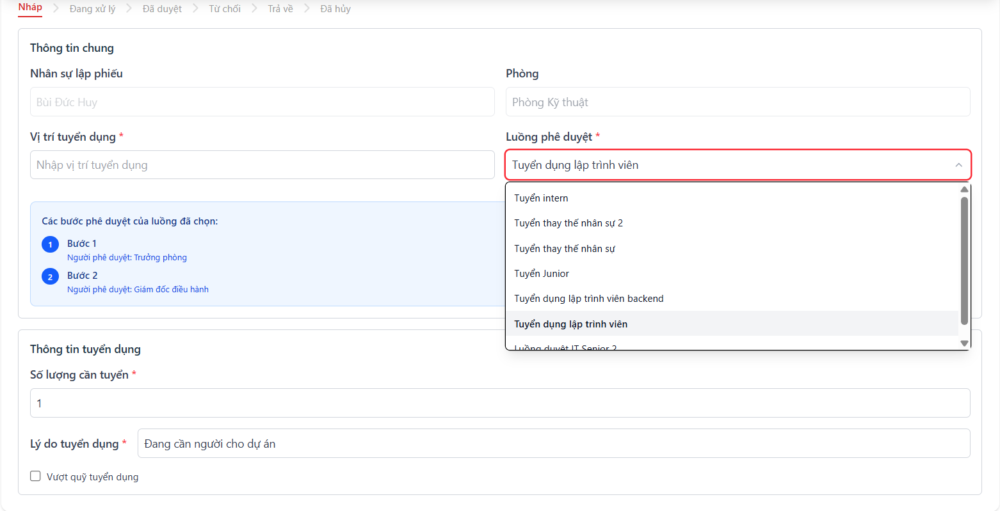 Nháp
Đang xử lý
Đã duyệt
Từ chối
Trả về
Đã hủy
Thông tin chung
Nhân sự lập phiếu
Phòng
Bùi Đức Huy
Phòng Kỹ thuật
Vị trí tuyển dụng *
Luồng phê duyệt *
Nhập vị trí tuyển dụng
Tuyển dụng lập trình viên
Tuyển intern
Tuyển thay thế nhân sự 2
Tuyển thay thế nhân sự
Tuyển Junior
Tuyển dụng lập trình viên backend
Tuyển dụng lập trình viên
Luồng duyệt IT Senior 2
Các bước phê duyệt của luồng đã chọn:
1 Bước 1
Người phê duyệt: Trưởng phòng
2 Bước 2
Người phê duyệt: Giám đốc điều hành
Thông tin tuyển dụng
Số lượng cần tuyển *
1
Lý do tuyển dụng * Đang cần người cho dự án
Vượt quỹ tuyển dụng